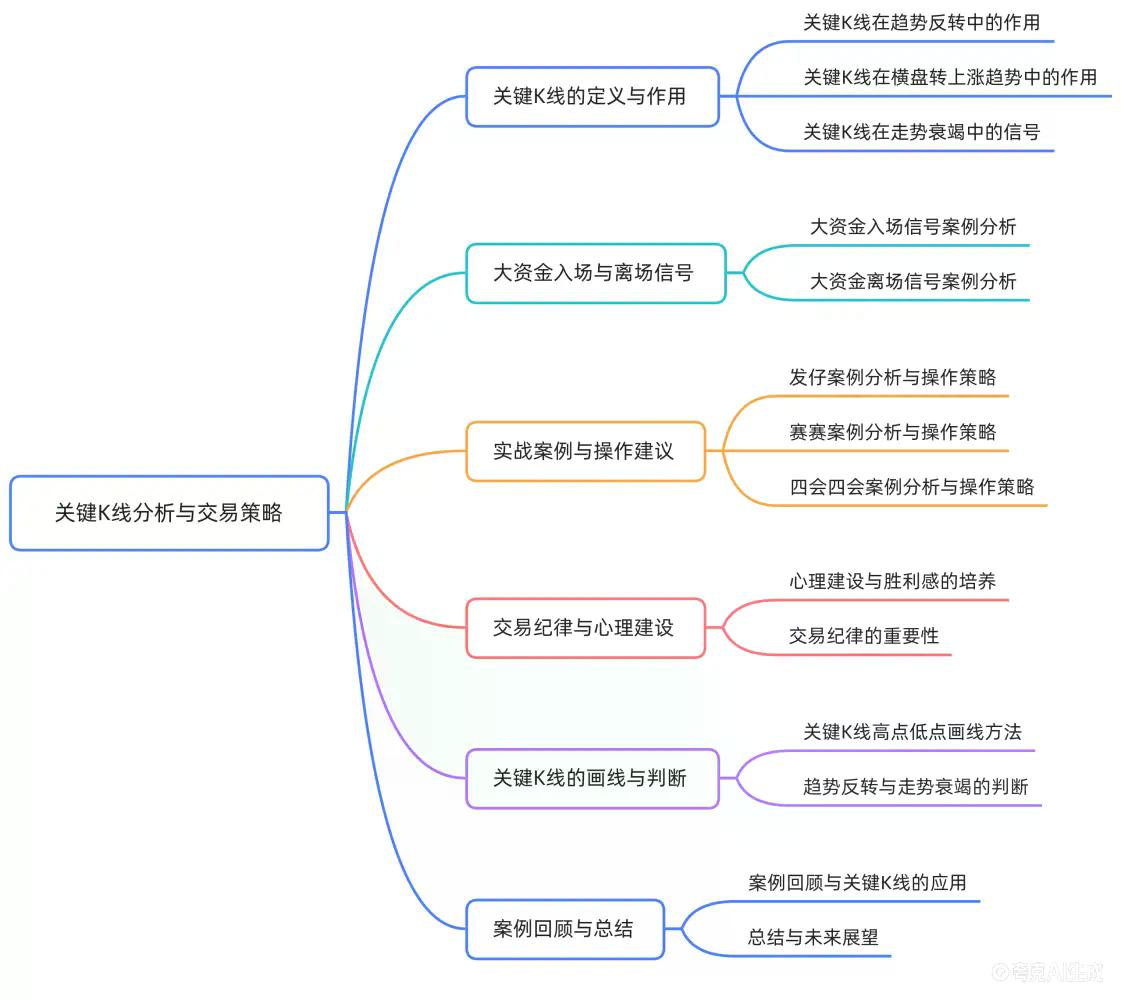 关键K线分析与交易策略
关键K线的定义与作用
关键K线在趋势反转中的作用
关键K线在横盘转上涨趋势中的作用
关键K线在走势衰竭中的信号
大资金入场与离场信号
大资金入场信号案例分析
大资金离场信号案例分析
实战案例与操作建议
发仔案例分析与操作策略
赛赛案例分析与操作策略
四会四会案例分析与操作策略
交易纪律与心理建设
心理建设与胜利感的培养
交易纪律的重要性
关键K线的画线与判断
关键K线高点低点画线方法
趋势反转与走势衰竭的判断
案例回顾与总结
案例回顾与关键K线的应用
总结与未来展望
夸克AI生成